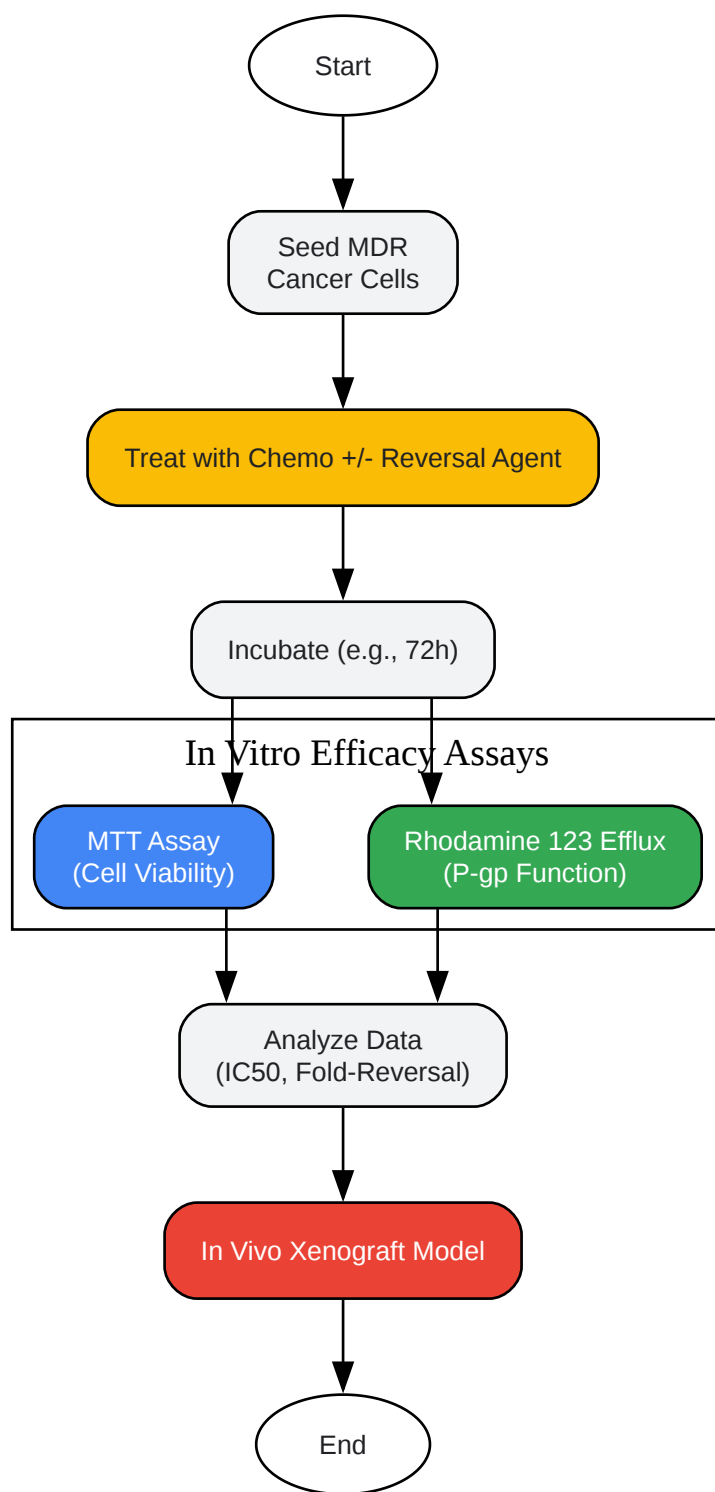 Start
Seed MDR
Cancer Cells
Treat with Chemo +/- Reversal Agent
Incubate (e.g., 72h)
In Vitro Efficacy Assays
MTT Assay
(Cell Viability)
Rhodamine 123 Efflux
(P-gp Function)
Analyze Data
(IC50, Fold-Reversal)
In Vivo Xenograft Model
End